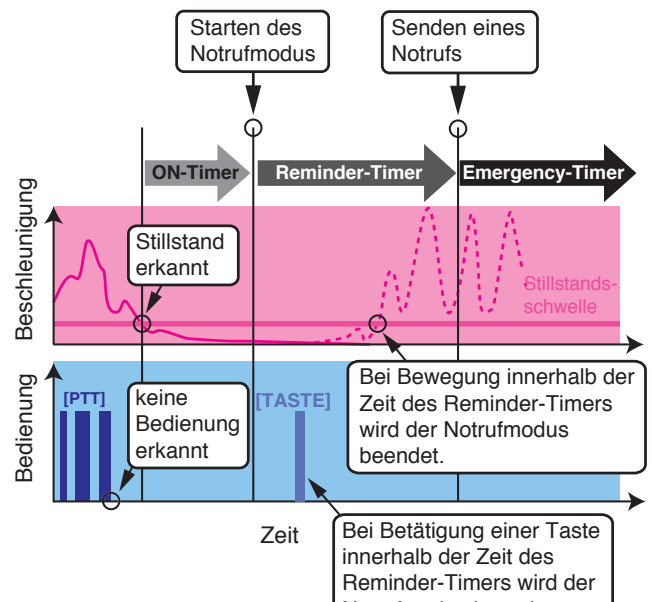 Starten des
Notrufmodus
Senden eines
Notrufs
ON-Timer
Reminder-Timer
Emergency-Timer
Beschleunigung
Stillstand
erkannt
Stillstands-
schwelle
Bedienung
[PTT]
keine
Bedienung
erkannt
[TASTE]
Bei Bewegung innerhalb der
Zeit des Reminder-Timers
wird der Notrufmodus
beendet.
Zeit
Bei Betätigung einer Taste
innerhalb der Zeit des
Reminder-Timers wird der